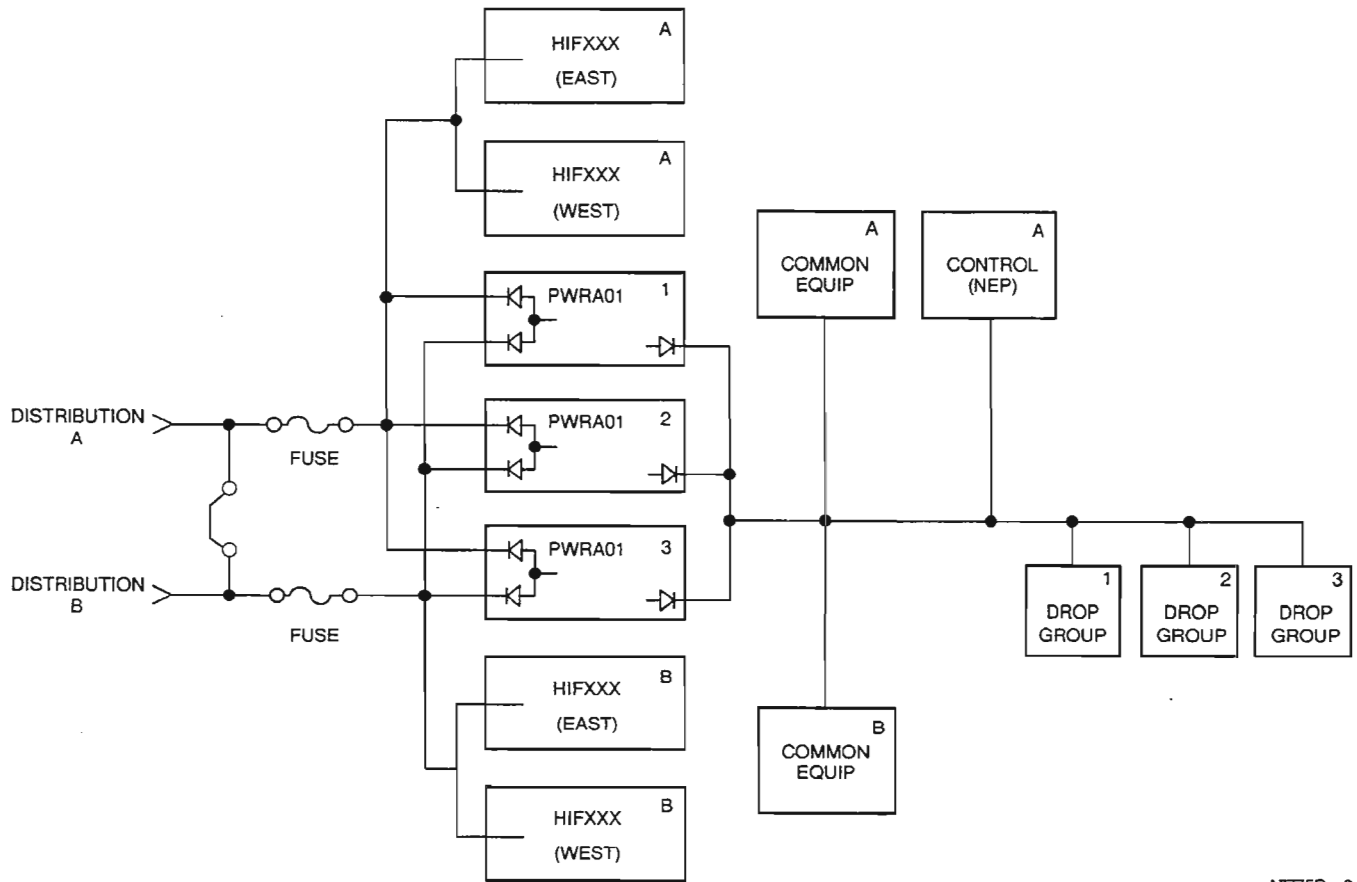 A
HIFXXX
(EAST)
A
HIFXXX
(WEST)
A
COMMON
EQUIP
A
CONTROL
(NEP)
PWRA01 1
PWRA01 2
DISTRIBUTION
A
FUSE
PWRA01 3
DISTRIBUTION
B
FUSE
1
DROP
GROUP
2
DROP
GROUP
3
DROP
GROUP
B
HIFXXX
(EAST)
B
COMMON
EQUIP
B
HIFXXX
(WEST)